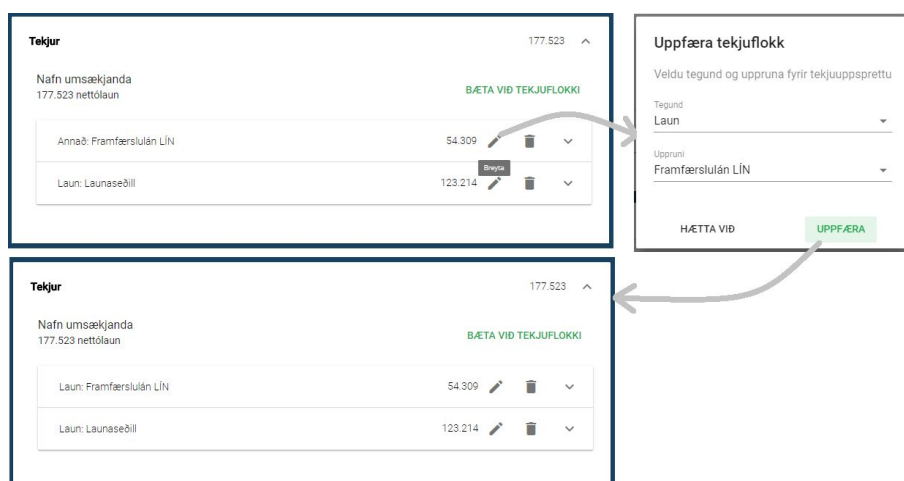 Tekjur 177.523
Nafn umsækjanda
177.523 nettólaun BÆTA VIÐ TEKJUFLOKKI
Annað: Framfærslulán LÍN 54.309
Breyta
Laun: Launaseðill 123.214
Uppfæra tekjuflokk
Veldu tegund og uppruna fyrir tekjuuppsprettu
Tegund
Laun
Uppruni
Framfærslulán LÍN
HÆTTA VIÐ UPPFÆRA
Tekjur 177.523
Nafn umsækjanda
177.523 nettólaun BÆTA VIÐ TEKJUFLOKKI
Laun: Framfærslulán LÍN 54.309
Laun: Launaseðill 123.214